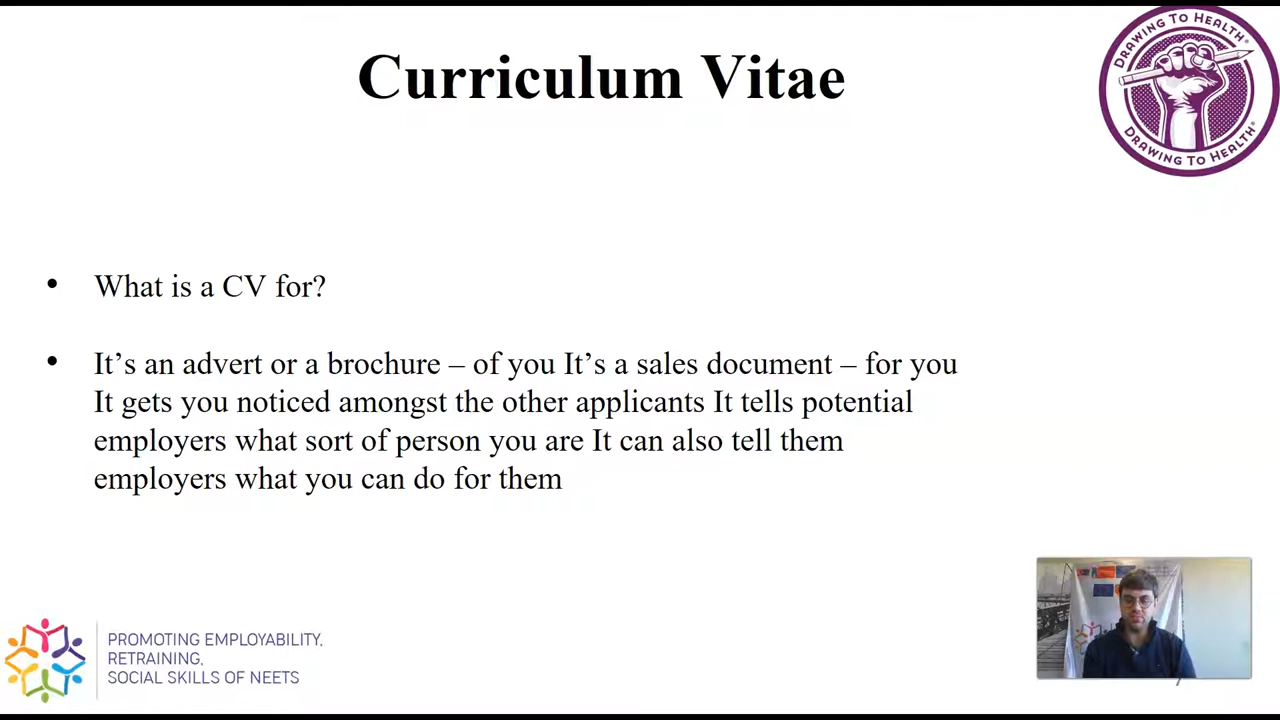 Curriculum Vitae
DRAWING TO HEALTH®
DRAWING TO HEALTH®
• What is a CV for?
• It’s an advert or a brochure – of you It’s a sales document – for you
It gets you noticed amongst the other applicants It tells potential
employers what sort of person you are It can also tell them
employers what you can do for them
PROMOTING EMPLOYABILITY,
RETRAINING,
SOCIAL SKILLS OF NEETS